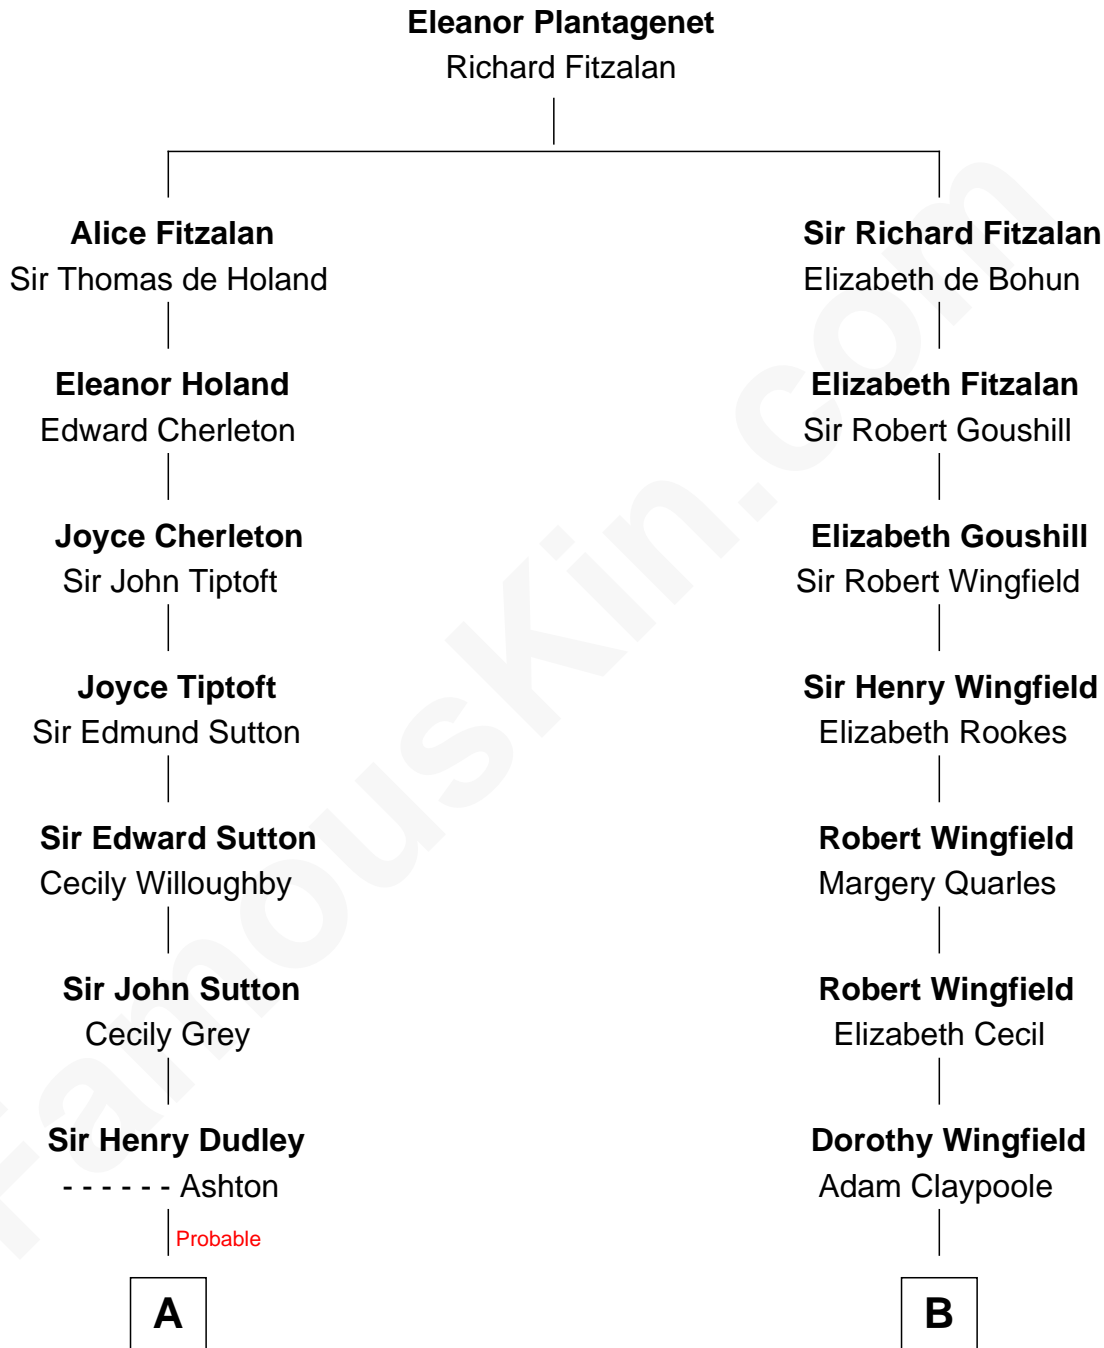 Eleanor Plantagenet
Richard Fitzalan
Alice Fitzalan
Sir Thomas de Holand
Eleanor Holand
Edward Cherleton
Joyce Cherleton
Sir John Tiptoft
Joyce Tiptoft
Sir Edmund Sutton
Sir Edward Sutton
Cecily Willoughby
Sir John Sutton
Cecily Grey
Sir Henry Dudley
- - - - - - Ashton
Probable
A
Sir Richard Fitzalan
Elizabeth de Bohun
Elizabeth Fitzalan
Sir Robert Goushill
Elizabeth Goushill
Sir Robert Wingfield
Sir Henry Wingfield
Elizabeth Rookes
Robert Wingfield
Margery Quarles
Robert Wingfield
Elizabeth Cecil
Dorothy Wingfield
Adam Claypoole
B
FamousKin.com